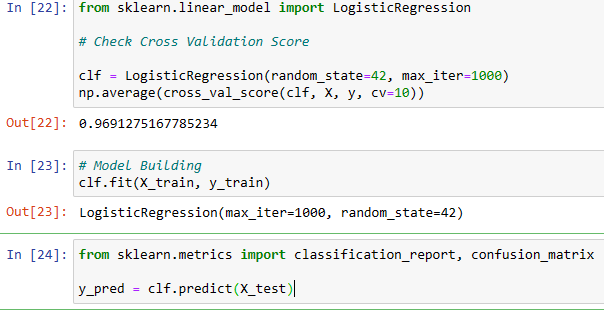 In [22]: from sklearn.linear_model import LogisticRegression
# Check Cross Validation Score
clf = LogisticRegression(random_state=42, max_iter=1000)
np.average(cross_val_score(clf, X, y, cv=10))
Out[22]: 0.9691275167785234
In [23]: # Model Building
clf.fit(X_train, y_train)
Out[23]: LogisticRegression(max_iter=1000, random_state=42)
In [24]: from sklearn.metrics import classification_report, confusion_matrix
y_pred = clf.predict(X_test)